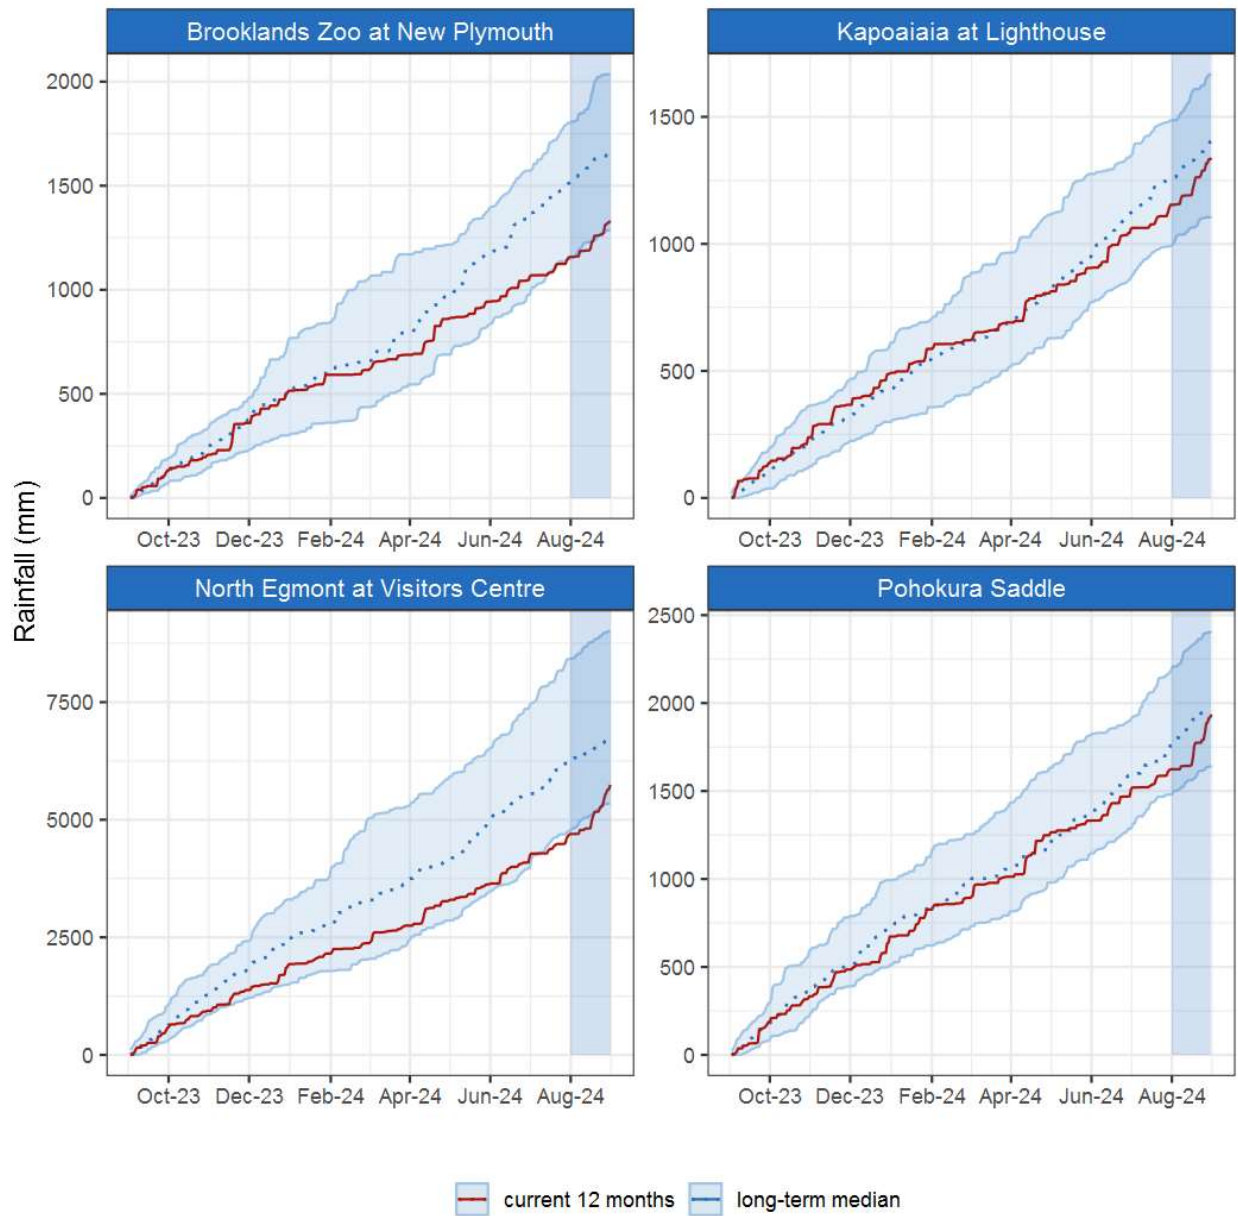 Brooklands Zoo at New Plymouth
Kapoaiaia at Lighthouse
2000
1500
1000
500
0
1500
1000
500
0
Oct-23 Dec-23 Feb-24 Apr-24 Jun-24 Aug-24
Oct-23 Dec-23 Feb-24 Apr-24 Jun-24 Aug-24
Rainfall (mm)
North Egmont at Visitors Centre
Pohokura Saddle
7500
5000
2500
0
2500
2000
1500
1000
500
0
Oct-23 Dec-23 Feb-24 Apr-24 Jun-24 Aug-24
Oct-23 Dec-23 Feb-24 Apr-24 Jun-24 Aug-24
current 12 months long-term median